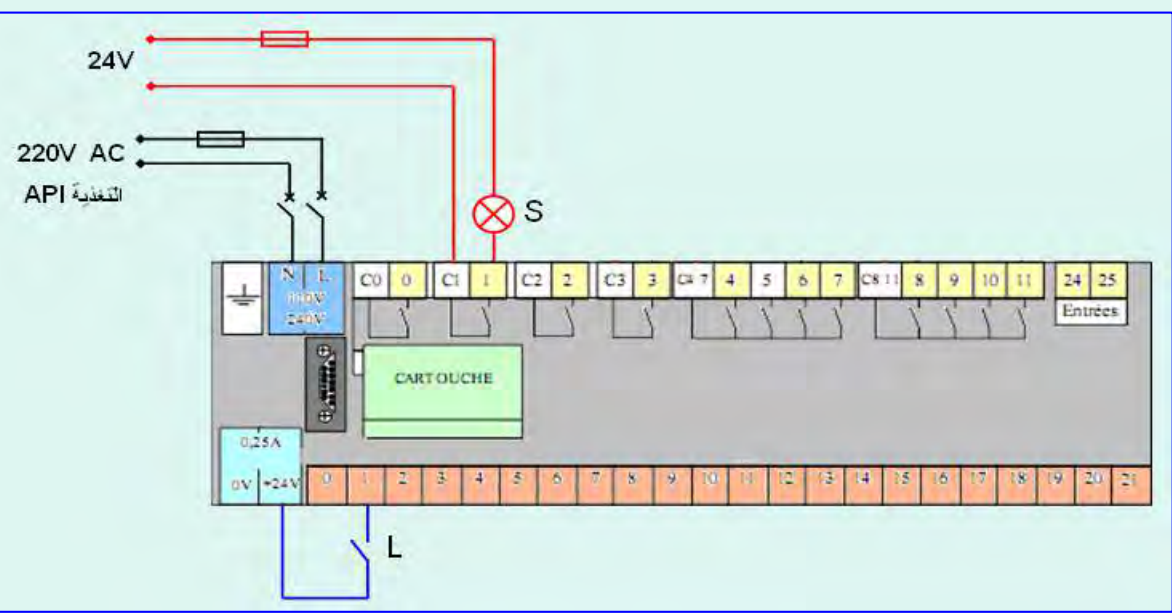 24V
220V AC
API التغذية
S
N L
110V
240V
C0 0 C1 1 C2 2 C3 3 C4 7 4 5 6 7 C8 11 8 9 10 11 24 25
Entrées
CARTOUCHE
0,25A
0V +24V 0 1 2 3 4 5 6 7 8 9 10 11 12 13 14 15 16 17 18 19 20 21
L